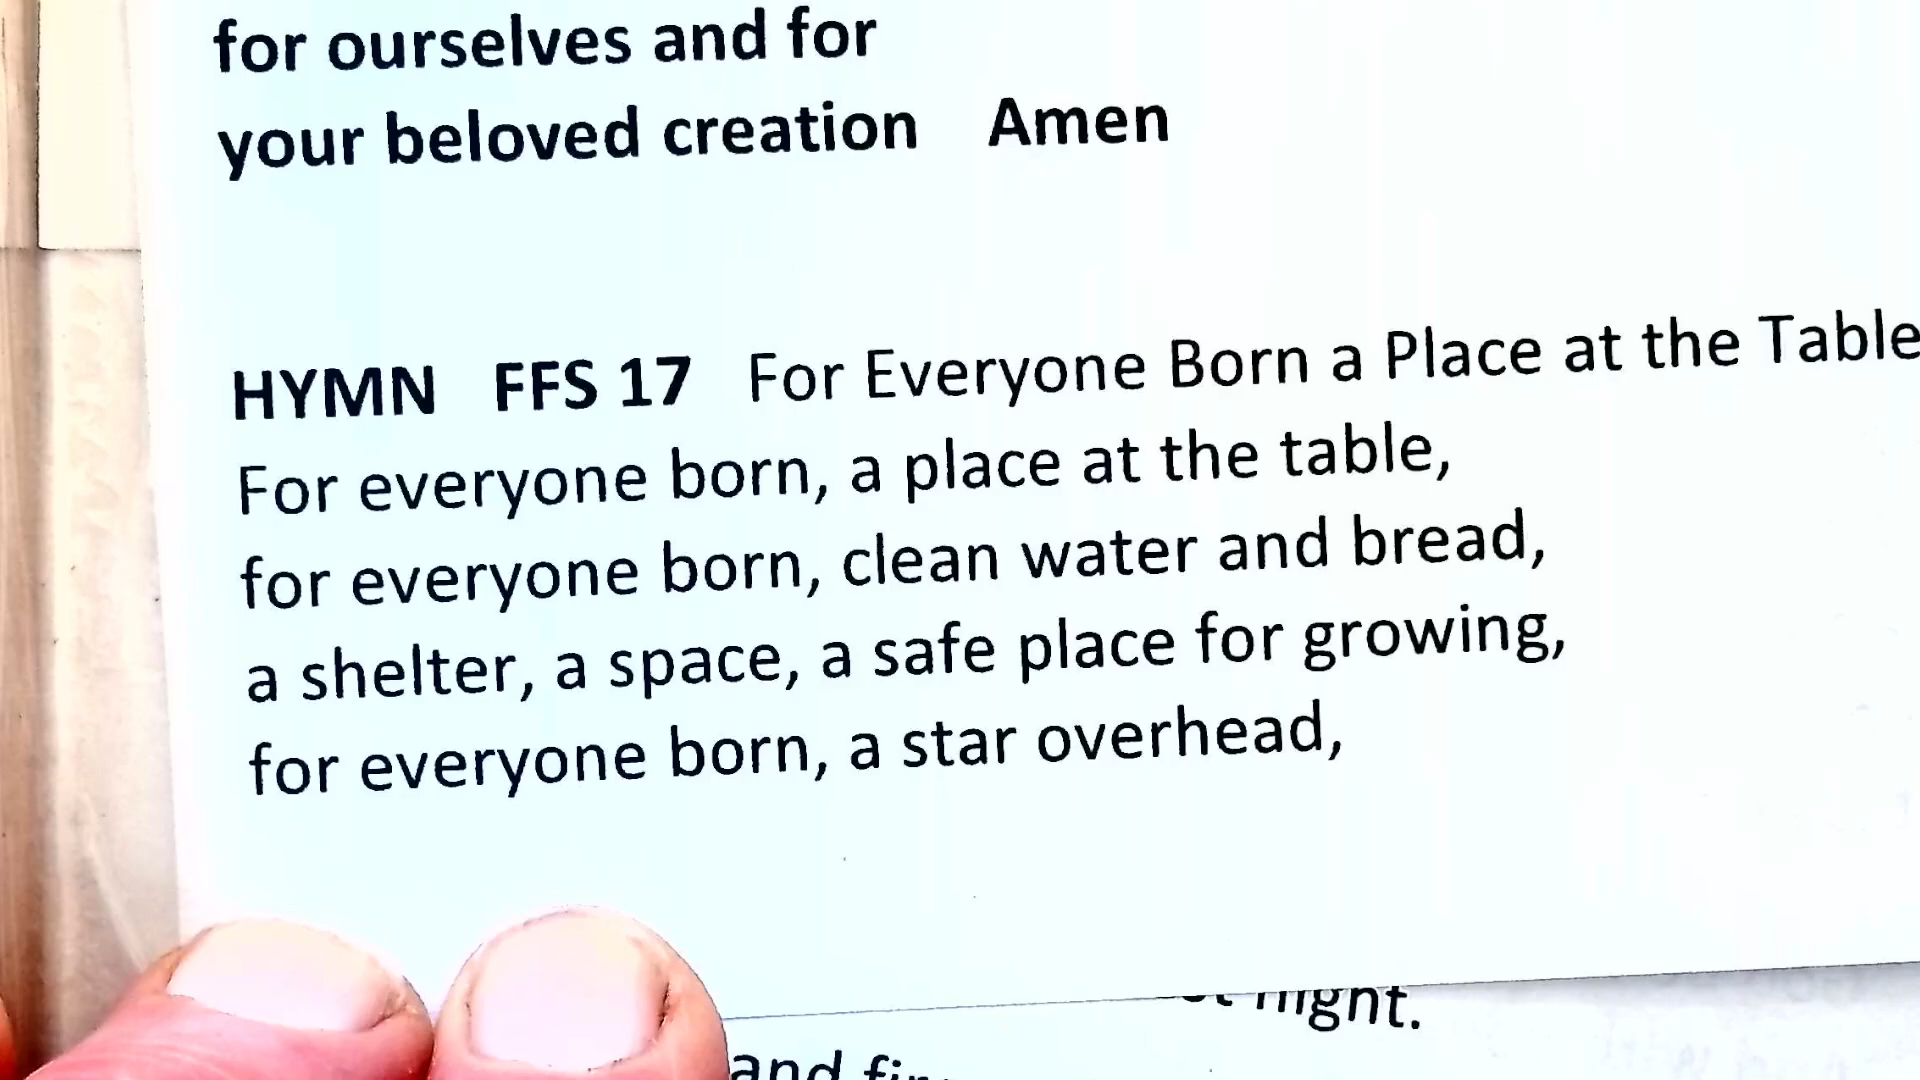 for ourselves and for
your beloved creation Amen
HYMN FFS 17 For Everyone Born a Place at the Table
For everyone born, a place at the table,
for everyone born, clean water and bread,
a shelter, a space, a safe place for growing,
for everyone born, a star overhead,
night.
and